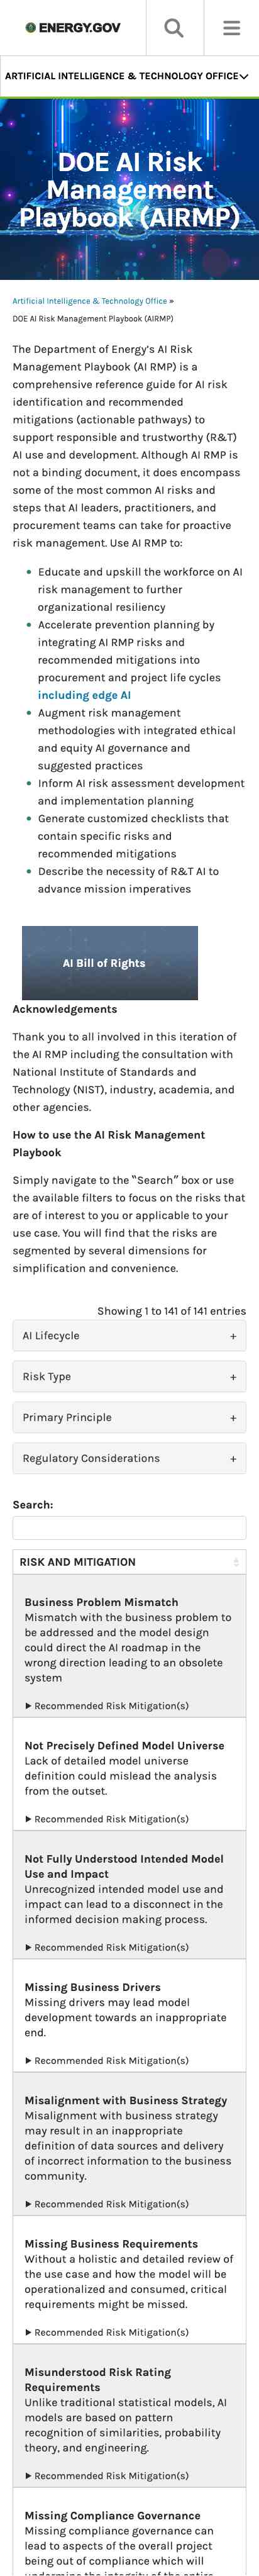 ENERGY.GOV
ARTIFICIAL INTELLIGENCE & TECHNOLOGY OFFICE
DOE AI Risk
Management
Playbook (AIRMP)
Artificial Intelligence & Technology Office »
DOE AI Risk Management Playbook (AIRMP)
The Department of Energy's AI Risk
Management Playbook (AI RMP) is a
comprehensive reference guide for AI risk
identification and recommended
mitigations (actionable pathways) to
support responsible and trustworthy (R&T)
AI use and development. Although AI RMP is
not a binding document, it does encompass
some of the most common AI risks and
steps that AI leaders, practitioners, and
procurement teams can take for proactive
risk management. Use AI RMP to:
• Educate and upskill the workforce on AI
risk management to further
organizational resiliency
• Accelerate prevention planning by
integrating AI RMP risks and
recommended mitigations into
procurement and project life cycles
including edge AI
• Augment risk management
methodologies with integrated ethical
and equity AI governance and
suggested practices
• Inform AI risk assessment development
and implementation planning
• Generate customized checklists that
contain specific risks and
recommended mitigations
• Describe the necessity of R&T AI to
advance mission imperatives
AI Bill of Rights
Acknowledgements
Thank you to all involved in this iteration of
the AI RMP including the consultation with
National Institute of Standards and
Technology (NIST), industry, academia, and
other agencies.
How to use the AI Risk Management
Playbook
Simply navigate to the “Search” box or use
the available filters to focus on the risks that
are of interest to you or applicable to your
use case. You will find that the risks are
segmented by several dimensions for
simplification and convenience.
Showing 1 to 141 of 141 entries
AI Lifecycle +
Risk Type +
Primary Principle +
Regulatory Considerations +
Search:
RISK AND MITIGATION
Business Problem Mismatch
Mismatch with the business problem to
be addressed and the model design
could direct the AI roadmap in the
wrong direction leading to an obsolete
system
▶ Recommended Risk Mitigation(s)
Not Precisely Defined Model Universe
Lack of detailed model universe
definition could mislead the analysis
from the outset.
▶ Recommended Risk Mitigation(s)
Not Fully Understood Intended Model
Use and Impact
Unrecognized intended model use and
impact can lead to a disconnect in the
informed decision making process.
▶ Recommended Risk Mitigation(s)
Missing Business Drivers
Missing drivers may lead model
development towards an inappropriate
end.
▶ Recommended Risk Mitigation(s)
Misalignment with Business Strategy
Misalignment with business strategy
may result in an inappropriate
definition of data sources and delivery
of incorrect information to the business
community.
▶ Recommended Risk Mitigation(s)
Missing Business Requirements
Without a holistic and detailed review of
the use case and how the model will be
operationalized and consumed, critical
requirements might be missed.
▶ Recommended Risk Mitigation(s)
Misunderstood Risk Rating
Requirements
Unlike traditional statistical models, AI
models are based on pattern
recognition of similarities, probability
theory, and engineering.
▶ Recommended Risk Mitigation(s)
Missing Compliance Governance
Missing compliance governance can
lead to aspects of the overall project
being out of compliance which will